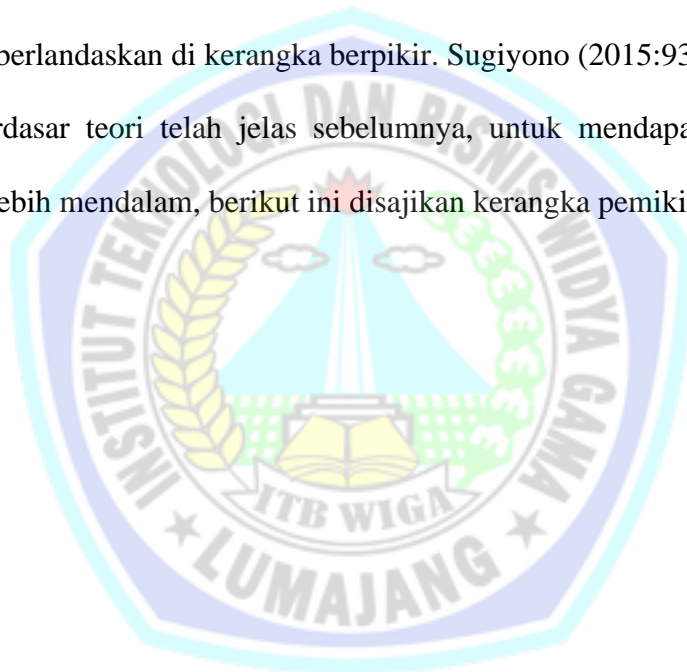 berlandaskan di kerangka berpikir. Sugiyono (2015:93
rdasar teori telah jelas sebelumnya, untuk mendapa
ebih mendalam, berikut ini disajikan kerangka pemiki
INSTITUT TEKNOLOGI DAN BISNIS WIDYA GAMA
ITB WIGA
LUMAJANG